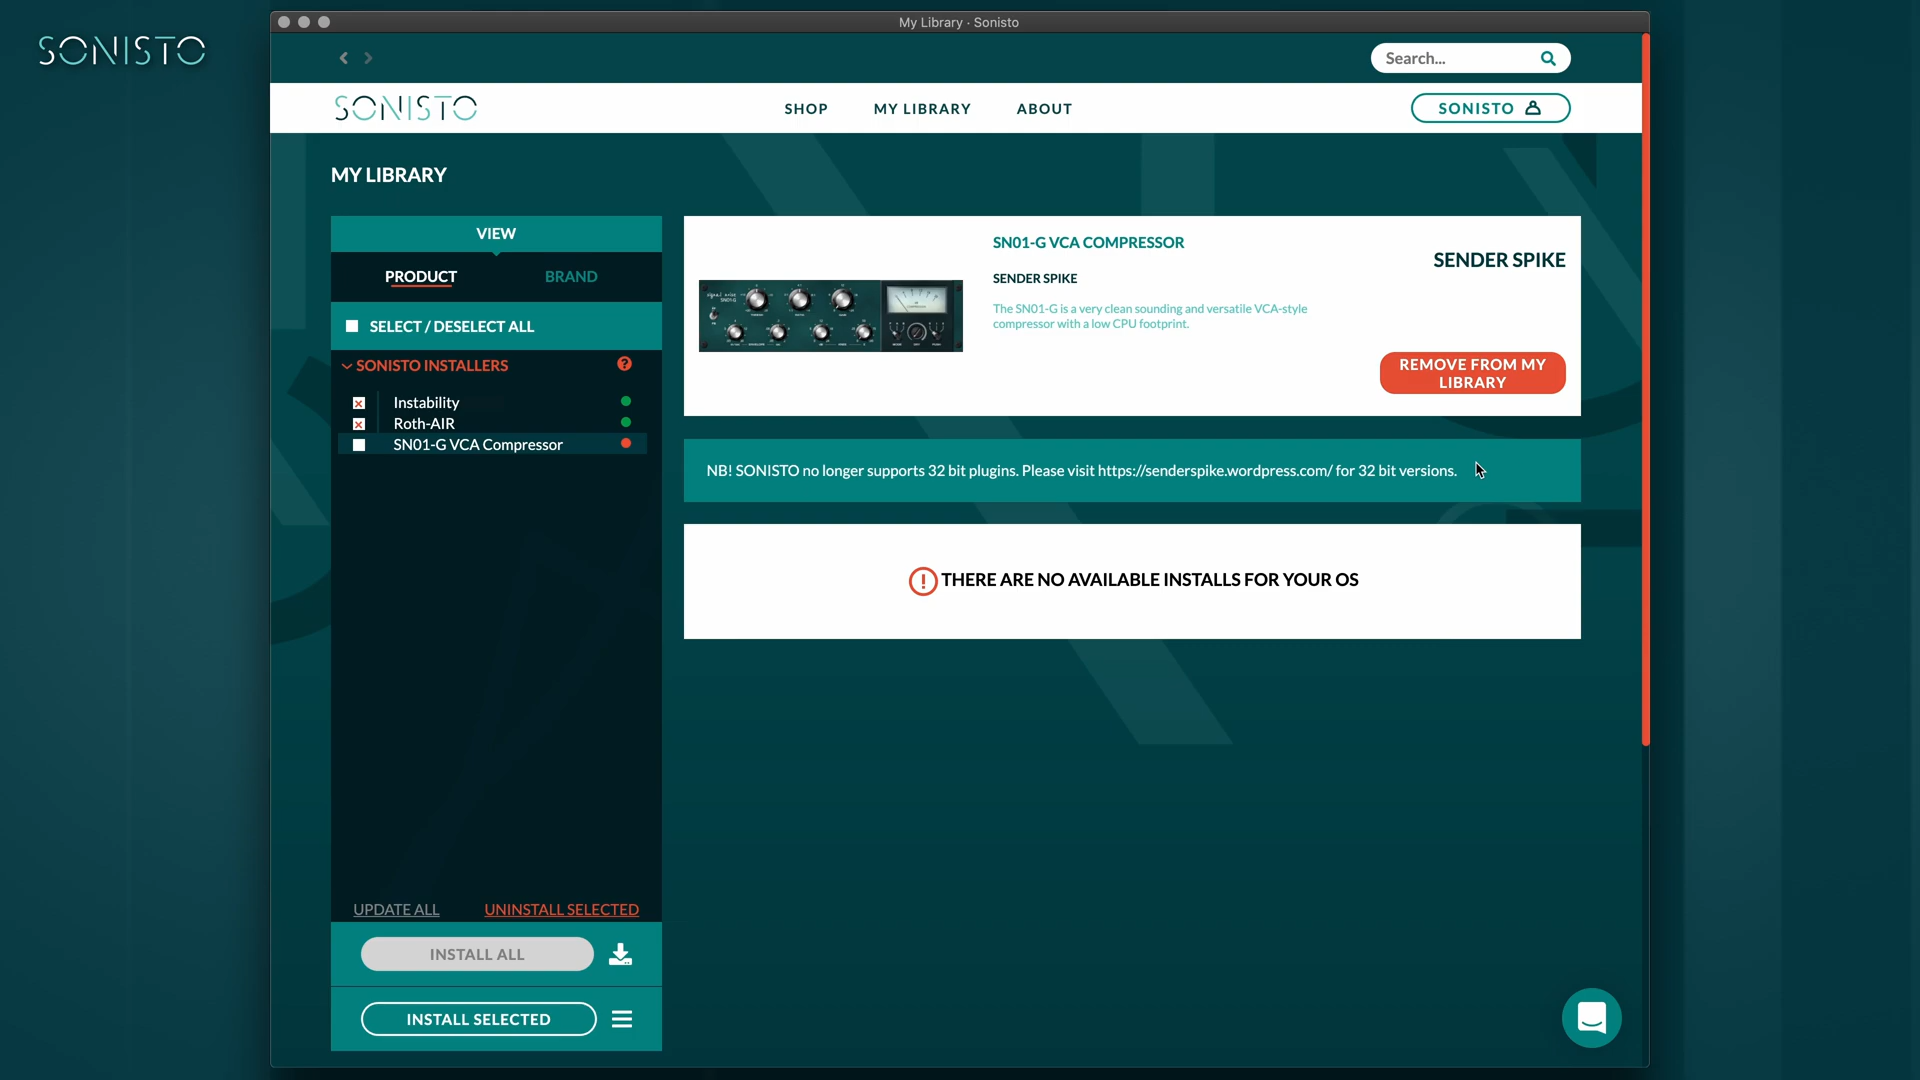 SONISTO
My Library · Sonisto
Search...
SONISTO
SHOP
MY LIBRARY
ABOUT
SONISTO
MY LIBRARY
VIEW
PRODUCT
BRAND
SELECT / DESELECT ALL
SONISTO INSTALLERS
?
Instability
Roth-AIR
SN01-G VCA Compressor
UPDATE ALL
UNINSTALL SELECTED
INSTALL ALL
INSTALL SELECTED
SN01-G VCA COMPRESSOR
SENDER SPIKE
The SN01-G is a very clean sounding and versatile VCA-style
compressor with a low CPU footprint.
SENDER SPIKE
REMOVE FROM MY
LIBRARY
NB! SONISTO no longer supports 32 bit plugins. Please visit https://senderspike.wordpress.com/ for 32 bit versions.
THERE ARE NO AVAILABLE INSTALLS FOR YOUR OS